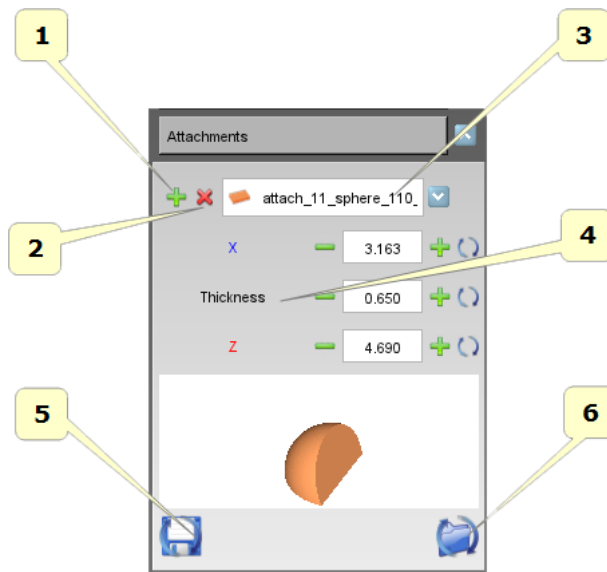 1
3
Attachments
attach_11_sphere_110_
2
4
X
3.163
Thickness
0.650
Z
4.690
5
6